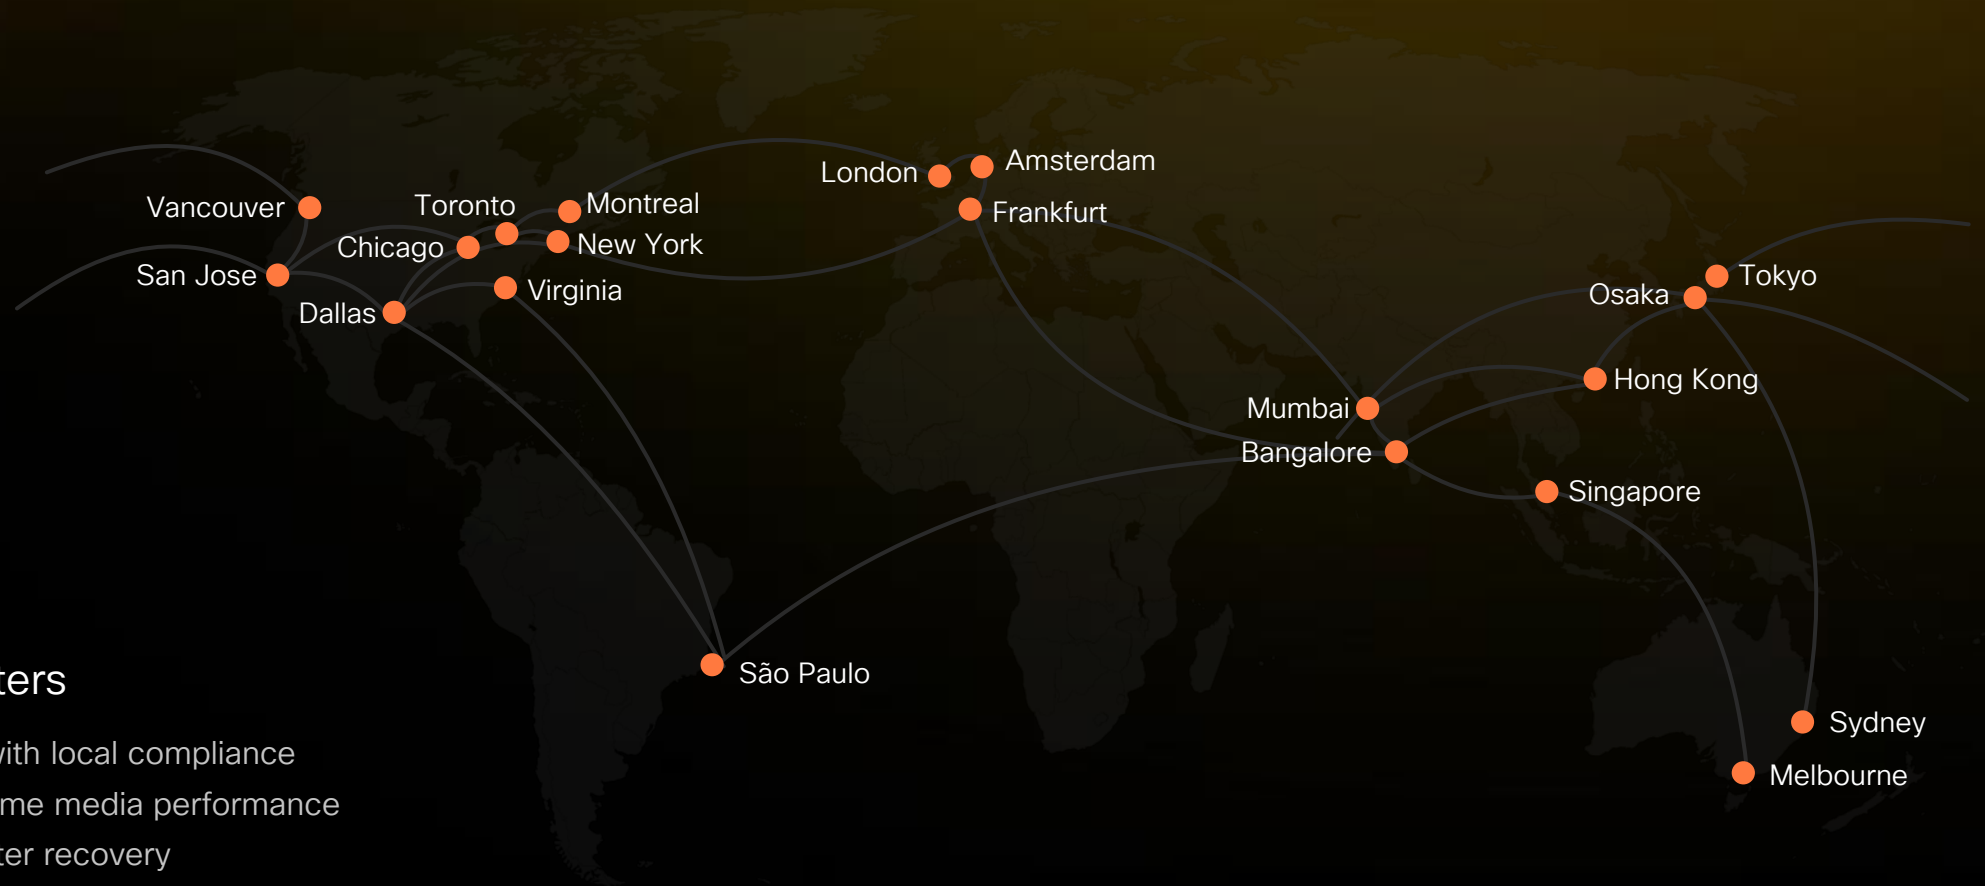 London
Amsterdam
Vancouver
Toronto
Montreal
Frankfurt
Chicago
New York
San Jose
Virginia
Dallas
Tokyo
Osaka
Hong Kong
Mumbai
Bangalore
Singapore
São Paulo
Sydney
Melbourne
ters
with local compliance
me media performance
ter recovery